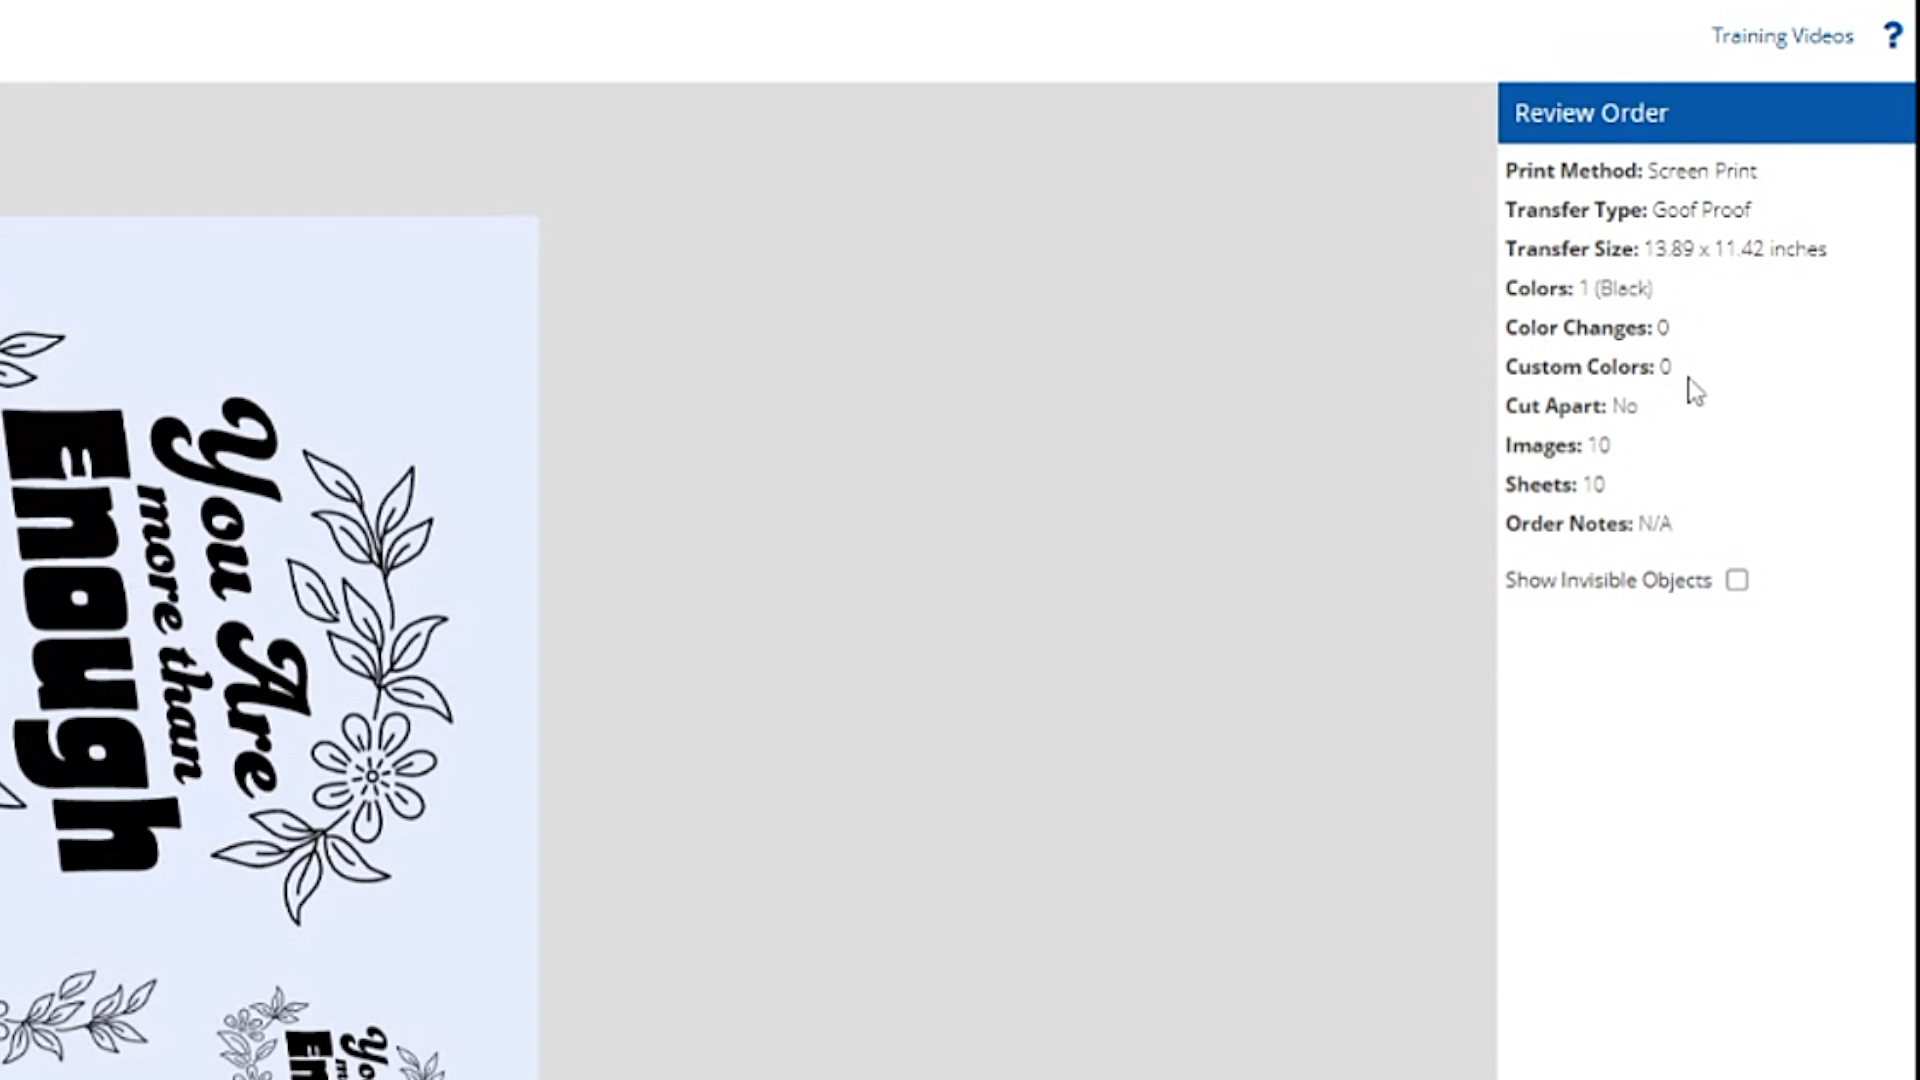 Training Videos ?
Review Order
Print Method: Screen Print
Transfer Type: Goof Proof
Transfer Size: 13.89 x 11.42 inches
Colors: 1 (Black)
Color Changes: 0
Custom Colors: 0
Cut Apart: No
Images: 10
Sheets: 10
Order Notes: N/A
Show Invisible Objects
You Are
more than
Enough